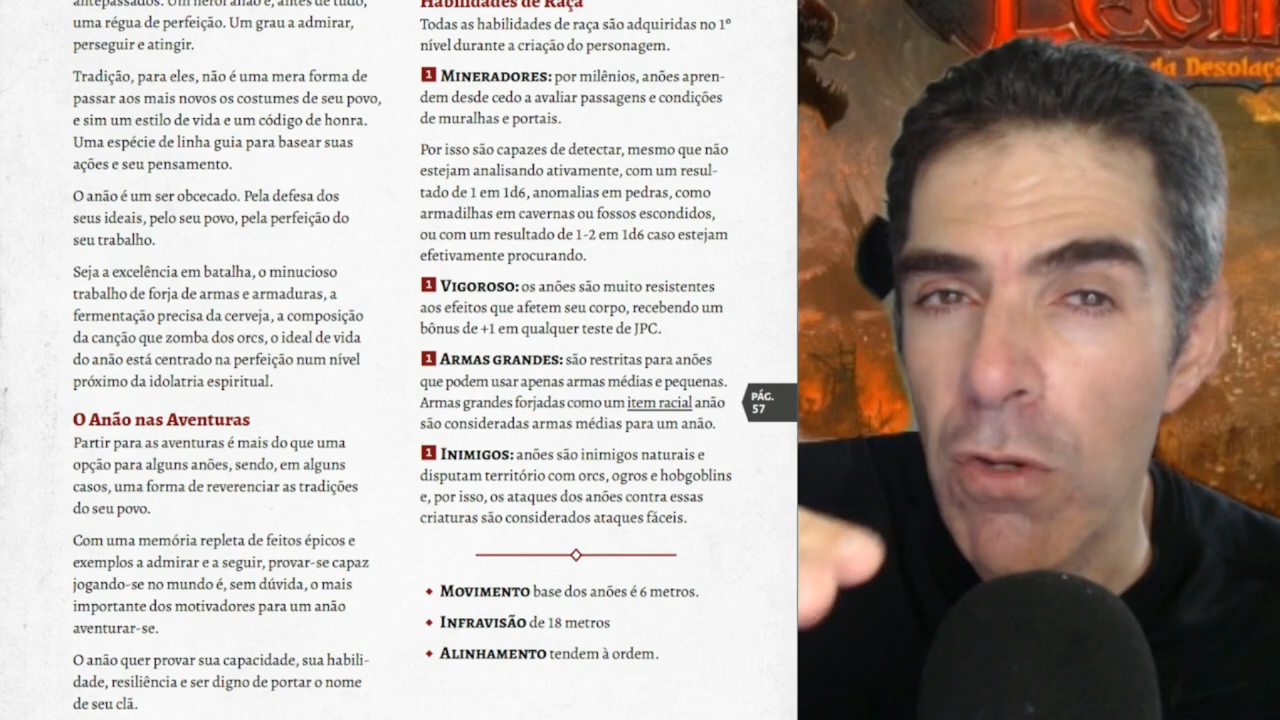 antepassados. Um herói anão é, antes de tudo,
uma régua de perfeição. Um grau a admirar,
perseguir e atingir.
Tradição, para eles, não é uma mera forma de
passar aos mais novos os costumes de seu povo,
e sim um estilo de vida e um código de honra.
Uma espécie de linha guia para basear suas
ações e seu pensamento.
O anão é um ser obcecado. Pela defesa dos
seus ideais, pelo seu povo, pela perfeição do
seu trabalho.
Seja a excelência em batalha, o minucioso
trabalho de forja de armas e armaduras, a
fermentação precisa da cerveja, a composição
da canção que zomba dos orcs, o ideal de vida
do anão está centrado na perfeição num nível
próximo da idolatria espiritual.
O Anão nas Aventuras
Partir para as aventuras é mais do que uma
opção para alguns anões, sendo, em alguns
casos, uma forma de reverenciar as tradições
do seu povo.
Com uma memória repleta de feitos épicos e
exemplos a admirar e a seguir, provar-se capaz
jogando-se no mundo é, sem dúvida, o mais
importante dos motivadores para um anão
aventurar-se.
O anão quer provar sua capacidade, sua habili-
dade, resiliência e ser digno de portar o nome
de seu clã.
Habilidades de Raça
Todas as habilidades de raça são adquiridas no 1º
nível durante a criação do personagem.
1 MINERADORES: por milênios, anões apren-
dem desde cedo a avaliar passagens e condições
de muralhas e portais.
Por isso são capazes de detectar, mesmo que não
estejam analisando ativamente, com um resul-
tado de 1 em 1d6, anomalias em pedras, como
armadilhas em cavernas ou fossos escondidos,
ou com um resultado de 1-2 em 1d6 caso estejam
efetivamente procurando.
1 VIGOROSO: os anões são muito resistentes
aos efeitos que afetem seu corpo, recebendo um
bônus de +1 em qualquer teste de JPC.
1 ARMAS GRANDES: são restritas para anões
que podem usar apenas armas médias e pequenas.
Armas grandes forjadas como um item racial anão
são consideradas armas médias para um anão.
1 INIMIGOS: anões são inimigos naturais e
disputam território com orcs, ogros e hobgoblins
e, por isso, os ataques dos anões contra essas
criaturas são considerados ataques fáceis.
MOVIMENTO base dos anões é 6 metros.
INFRAVISÃO de 18 metros
ALINHAMENTO tendem à ordem.
PÁG.
57
da